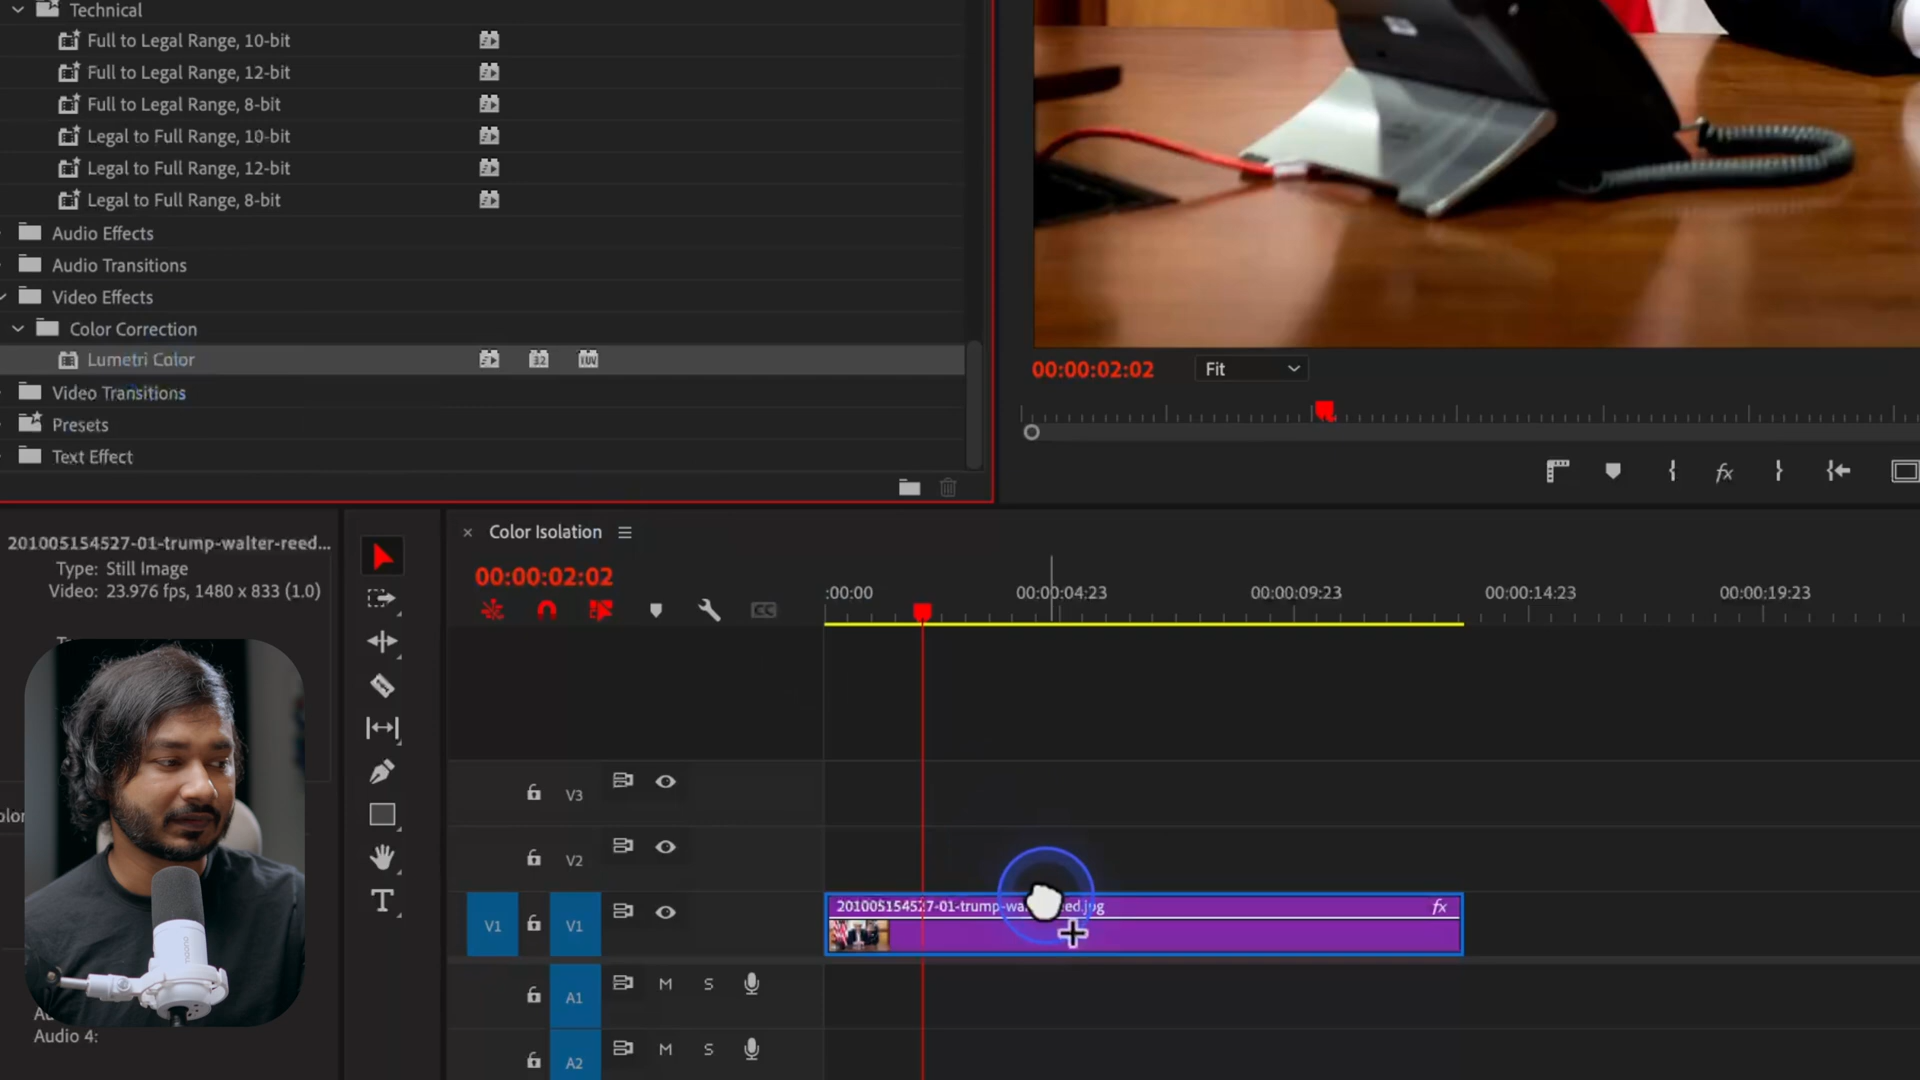 Technical
Full to Legal Range, 10-bit
Full to Legal Range, 12-bit
Full to Legal Range, 8-bit
Legal to Full Range, 10-bit
Legal to Full Range, 12-bit
Legal to Full Range, 8-bit
Audio Effects
Audio Transitions
Video Effects
Color Correction
Lumetri Color
32
YUV
Video Transitions
Presets
Text Effect
00:00:02:02
Fit
fx
201005154527-01-trump-walter-reed...
Type: Still Image
Video: 23.976 fps, 1480 x 833 (1.0)
Audio 4:
Color Isolation
00:00:02:02
CC
:00:00
00:00:04:23
00:00:09:23
00:00:14:23
00:00:19:23
V3
V2
V1
V1
201005154527-01-trump-wa
ed.jpg
fx
A1
M
S
A2
M
S